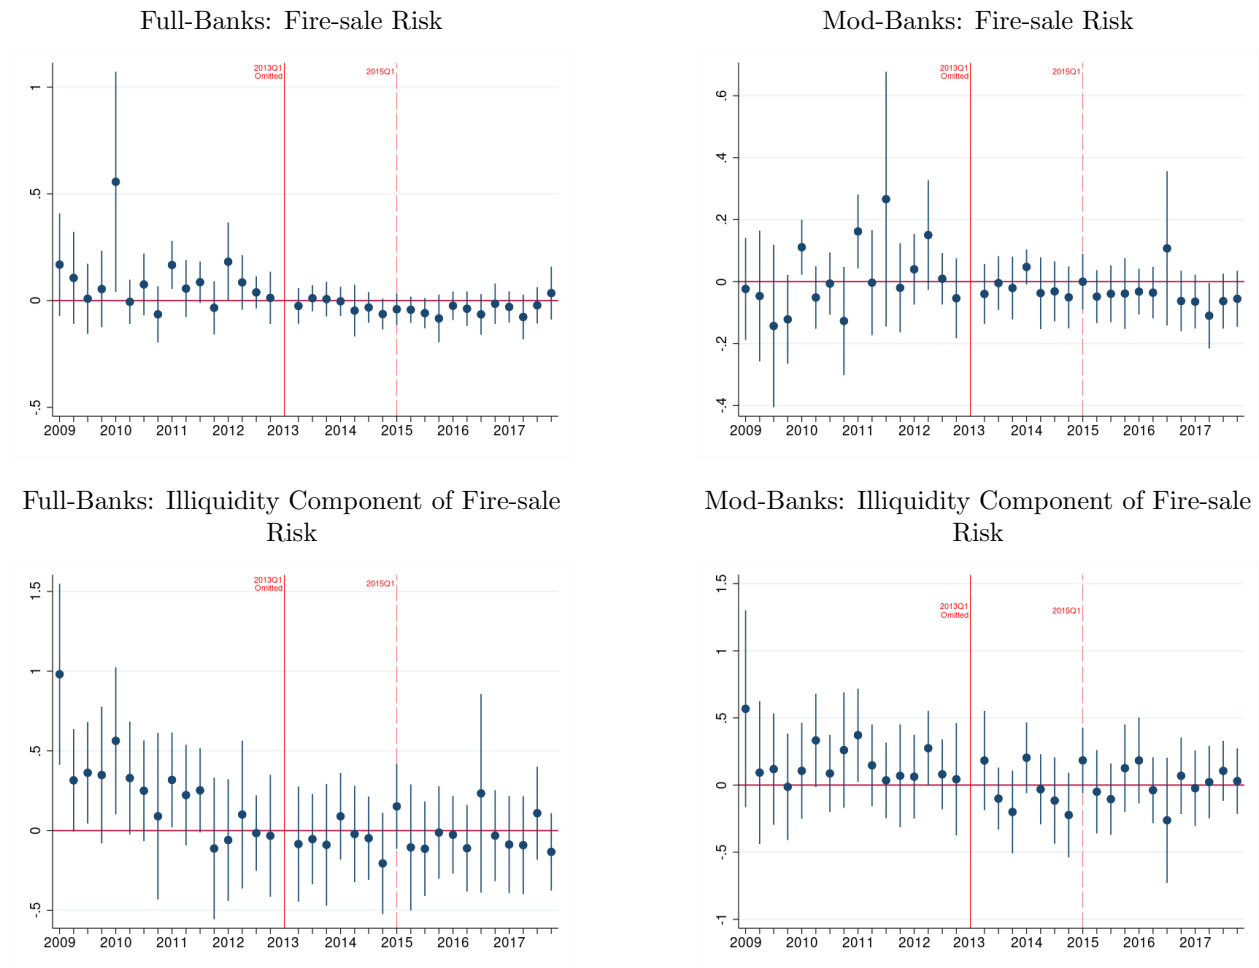 Full-Banks: Fire-sale Risk
2013Q1
Omitted
2015Q1
1
.5
0
-.5
2009 2010 2011 2012 2013 2014 2015 2016 2017
Mod-Banks: Fire-sale Risk
2013Q1
Omitted
2015Q1
.6
.4
.2
0
-.2
-.4
2009 2010 2011 2012 2013 2014 2015 2016 2017
Full-Banks: Illiquidity Component of Fire-sale
Risk
2013Q1
Omitted
2015Q1
1.5
1
.5
0
-.5
2009 2010 2011 2012 2013 2014 2015 2016 2017
Mod-Banks: Illiquidity Component of Fire-sale
Risk
2013Q1
Omitted
2015Q1
1.5
1
.5
0
-.5
-1
2009 2010 2011 2012 2013 2014 2015 2016 2017